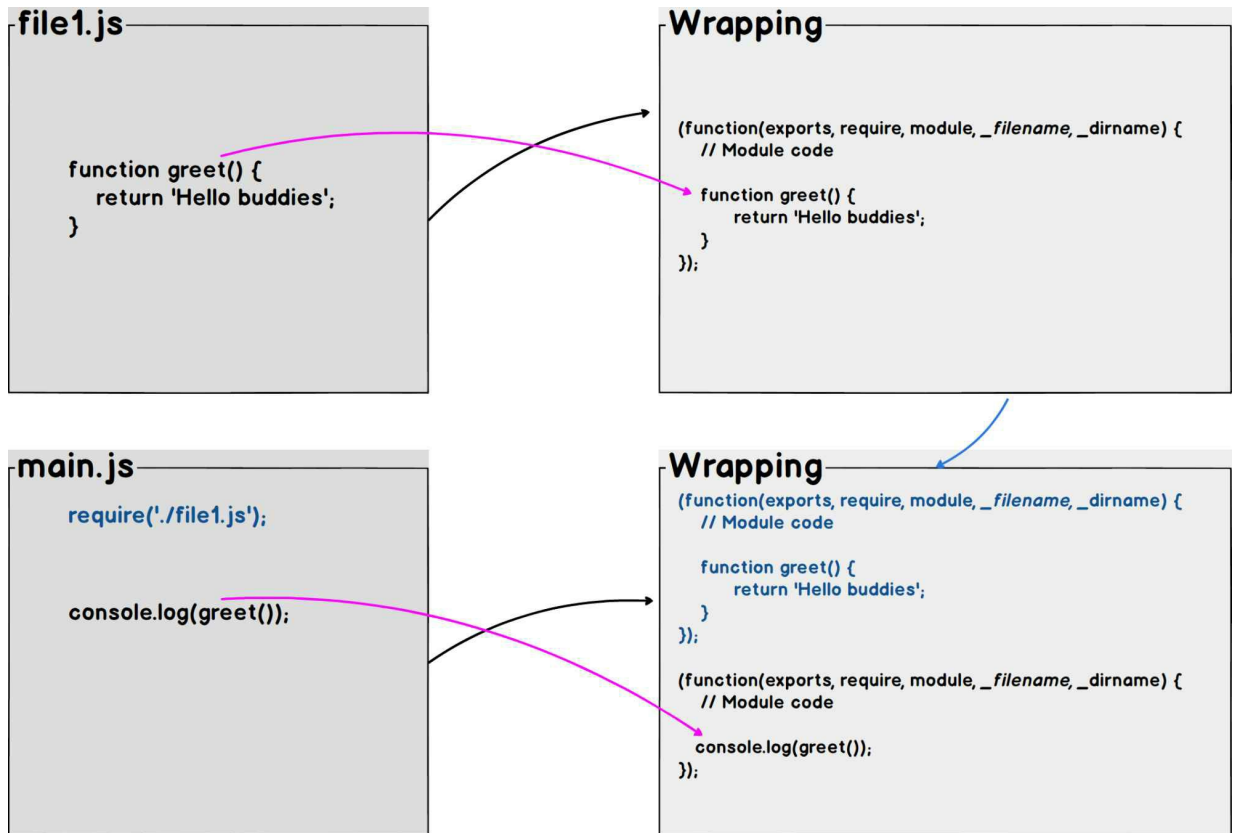 file1.js
function greet() {
return 'Hello buddies';
}
Wrapping
(function(exports, require, module, _filename, _dirname) {
// Module code
function greet() {
return 'Hello buddies';
}
});
main.js
require('./file1.js');
console.log(greet());
Wrapping
(function(exports, require, module, _filename, _dirname) {
// Module code
function greet() {
return 'Hello buddies';
}
});
(function(exports, require, module, _filename, _dirname) {
// Module code
console.log(greet());
});